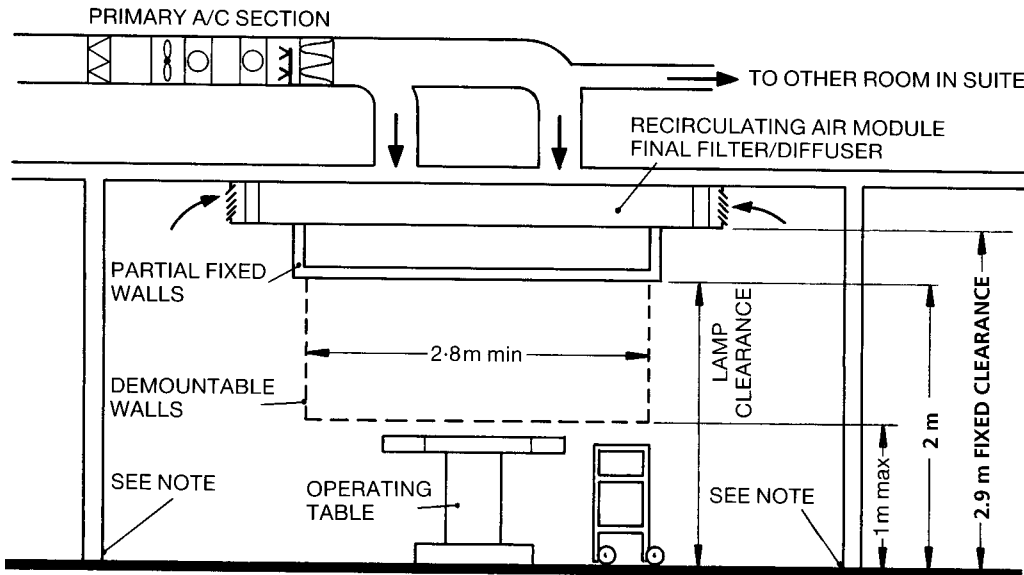 PRIMARY A/C SECTION
TO OTHER ROOM IN SUITE
RECIRCULATING AIR MODULE
FINAL FILTER/DIFFUSER
PARTIAL FIXED
WALLS
2·8m min
LAMP
CLEARANCE
DEMOUNTABLE
WALLS
2 m
2.9 m FIXED CLEARANCE
1m max
SEE NOTE
OPERATING
TABLE
SEE NOTE